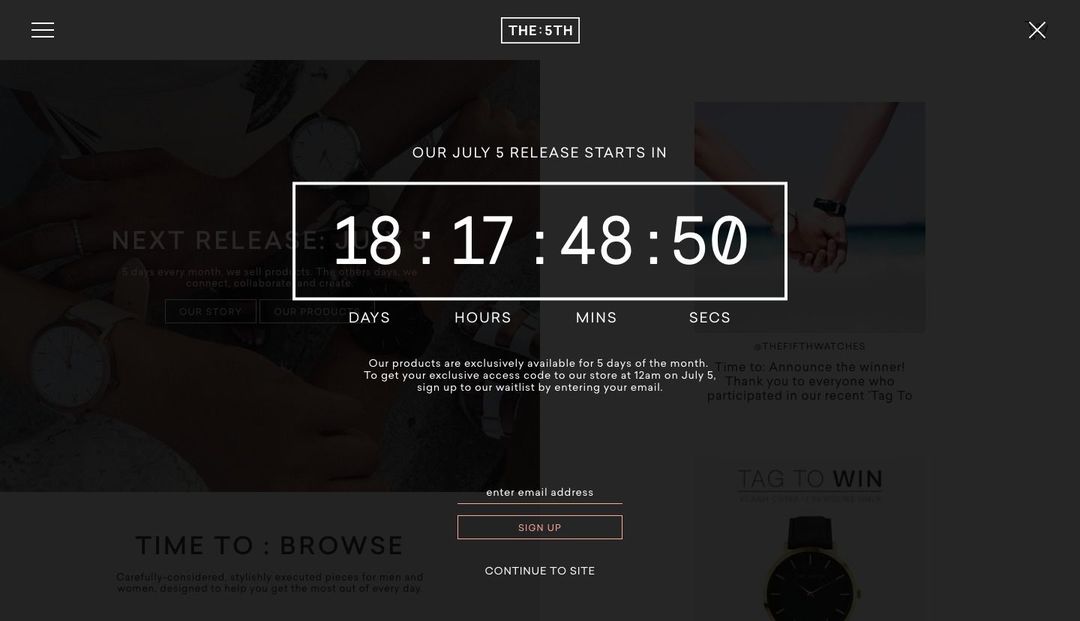 THE:5TH
OUR JULY 5 RELEASE STARTS IN
18 : 17 : 48 : 50
DAYS HOURS MINS SECS
Our products are exclusively available for 5 days of the month.
To get your exclusive access code to our store at 12am on July 5,
sign up to our waitlist by entering your email.
enter email address
SIGN UP
CONTINUE TO SITE
NEXT RELEASE: JULY 5
5 days every month, we sell products. The others days, we
connect, collaborate and create.
OUR STORY
OUR PRODUCTS
TIME TO : BROWSE
Carefully-considered, stylishly executed pieces for men and
women, designed to help you get the most out of every day.
@THEFIFTHWATCHES
Time to: Announce the winner!
Thank you to everyone who
participated in our recent 'Tag To
TAG TO WIN